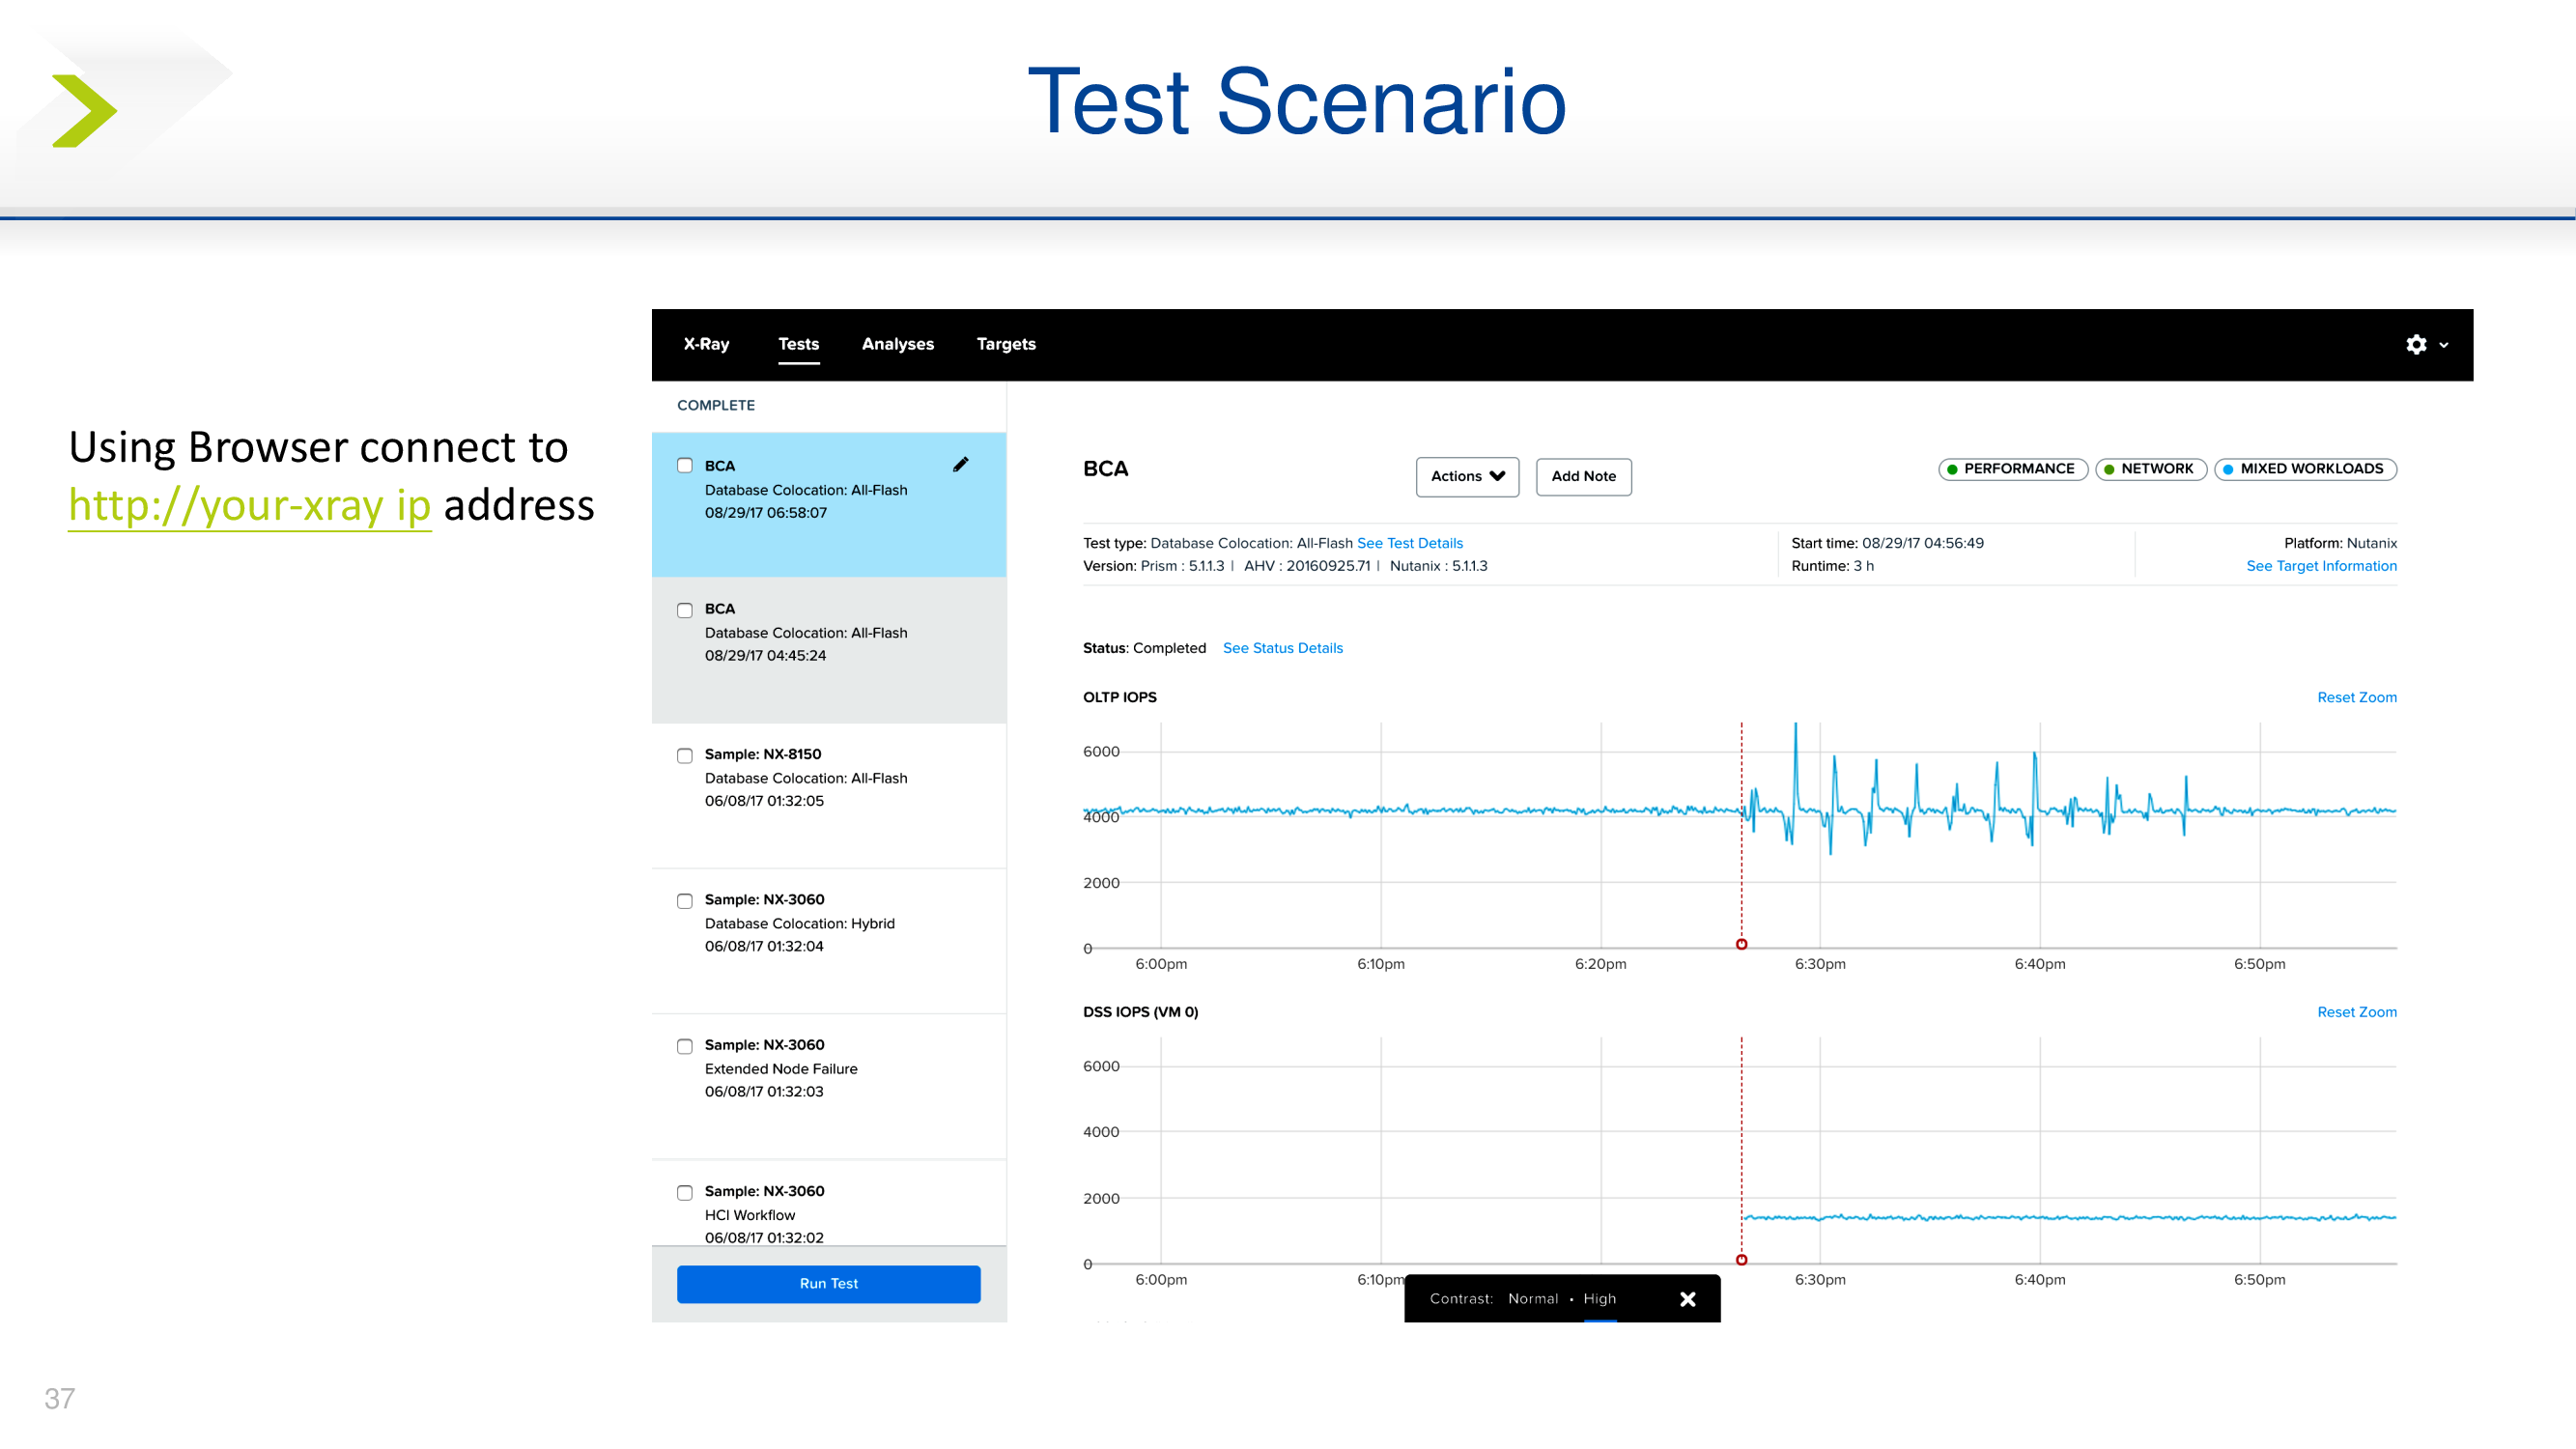 Test Scenario
Using Browser connect to
http://your-xray ip address
X-Ray Tests Analyses Targets
COMPLETE
BCA
Database Colocation: All-Flash
08/29/17 06:58:07
BCA
Database Colocation: All-Flash
08/29/17 04:45:24
Sample: NX-8150
Database Colocation: All-Flash
06/08/17 01:32:05
Sample: NX-3060
Database Colocation: Hybrid
06/08/17 01:32:04
Sample: NX-3060
Extended Node Failure
06/08/17 01:32:03
Sample: NX-3060
HCI Workflow
06/08/17 01:32:02
Run Test
BCA Actions Add Note PERFORMANCE NETWORK MIXED WORKLOADS
Test type: Database Colocation: All-Flash See Test Details
Version: Prism : 5.1.1.3 | AHV : 20160925.71 | Nutanix : 5.1.1.3
Start time: 08/29/17 04:56:49
Runtime: 3 h
Platform: Nutanix
See Target Information
Status: Completed See Status Details
OLTP IOPS Reset Zoom
6000
4000
2000
0
6:00pm 6:10pm 6:20pm 6:30pm 6:40pm 6:50pm
DSS IOPS (VM 0) Reset Zoom
6000
4000
2000
0
6:00pm 6:10pm 6:30pm 6:40pm 6:50pm
Contrast: Normal • High
37